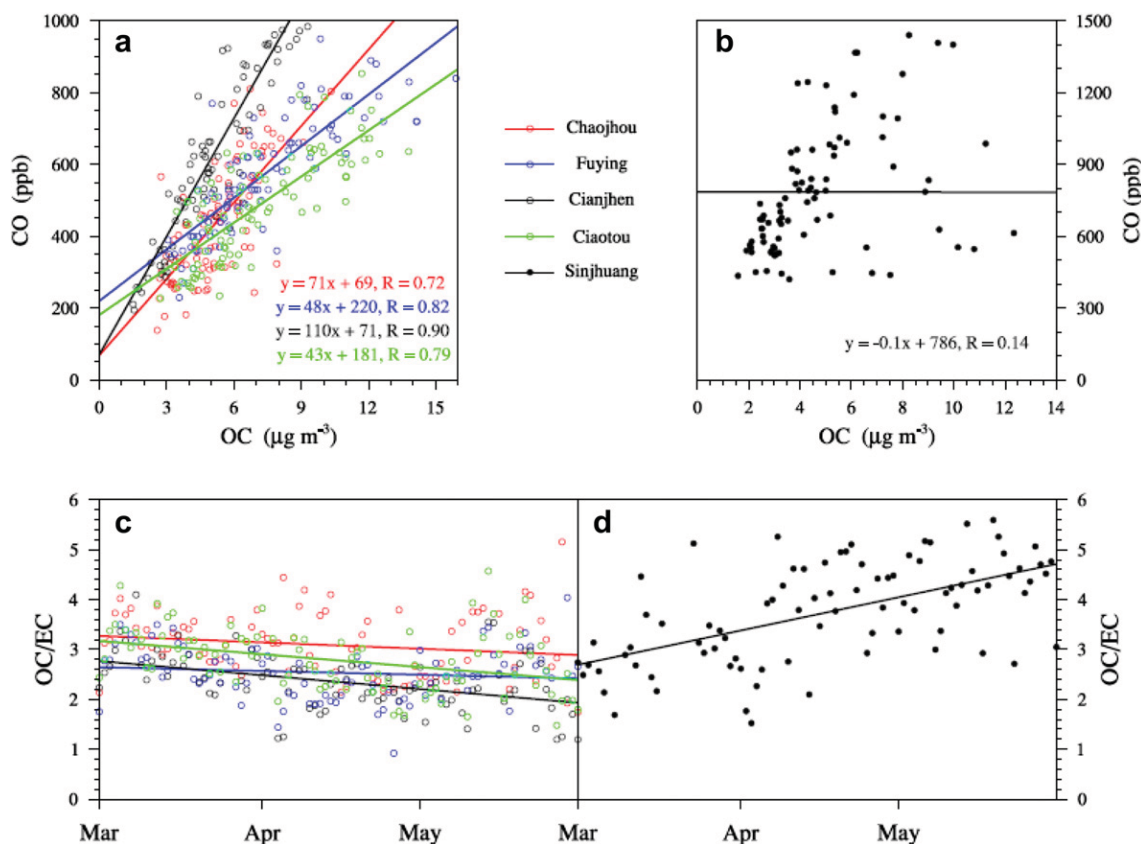 a
1000
800
600
400
200
0
CO (ppb)
0 3 6 9 12 15
OC (μg m⁻³)
y = 71x + 69, R = 0.72
y = 48x + 220, R = 0.82
y = 110x + 71, R = 0.90
y = 43x + 181, R = 0.79
Chaojhou
Fuying
Cianjhen
Ciaotou
Sinjhuang
b
1500
1200
900
600
300
0
CO (ppb)
y = -0.1x + 786, R = 0.14
0 2 4 6 8 10 12 14
OC (μg m⁻³)
c
6
5
4
3
2
1
0
OC/EC
Mar Apr May
d
6
5
4
3
2
1
0
OC/EC
Mar Apr May